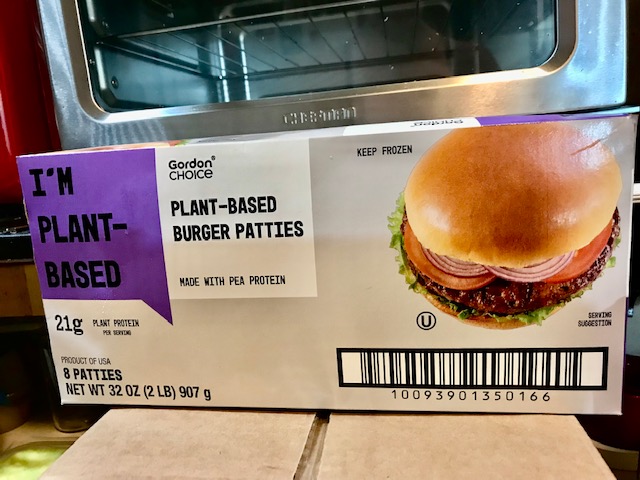 CHEFMAN
I'M
PLANT-
BASED
Gordon®
CHOICE
PLANT-BASED
BURGER PATTIES
MADE WITH PEA PROTEIN
KEEP FROZEN
21g PLANT PROTEIN
PER SERVING
PRODUCT OF USA
8 PATTIES
NET WT 32 OZ (2 LB) 907 g
U
SERVING
SUGGESTION
10093901350166